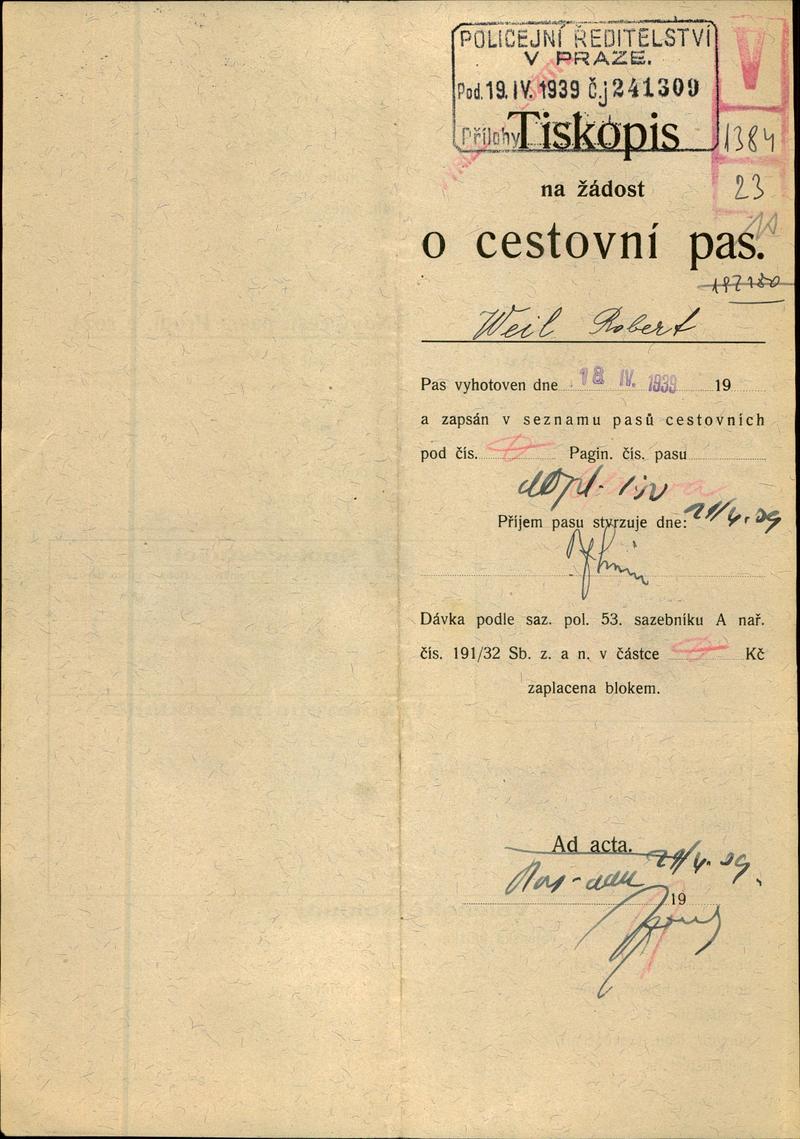 POLICEJNÍ ŘEDITELSTVÍ
V PRAZE.
Pod. 19. IV. 1939 č.j 241309
Přílohy
V
1384
23
Tiskopis
na žádost
o cestovní pas.
197180
Weil Robert
Pas vyhotoven dne 18 IV. 1939 19
a zapsán v seznamu pasů cestovních
pod čís. Pagin. čís. pasu
Příjem pasu stvrzuje dne: 21/4. 39
Dávka podle saz. pol. 53. sazebníku A nař.
čís. 191/32 Sb. z. a n. v částce Kč
zaplacena blokem.
Ad acta. 21/4. 39.
19